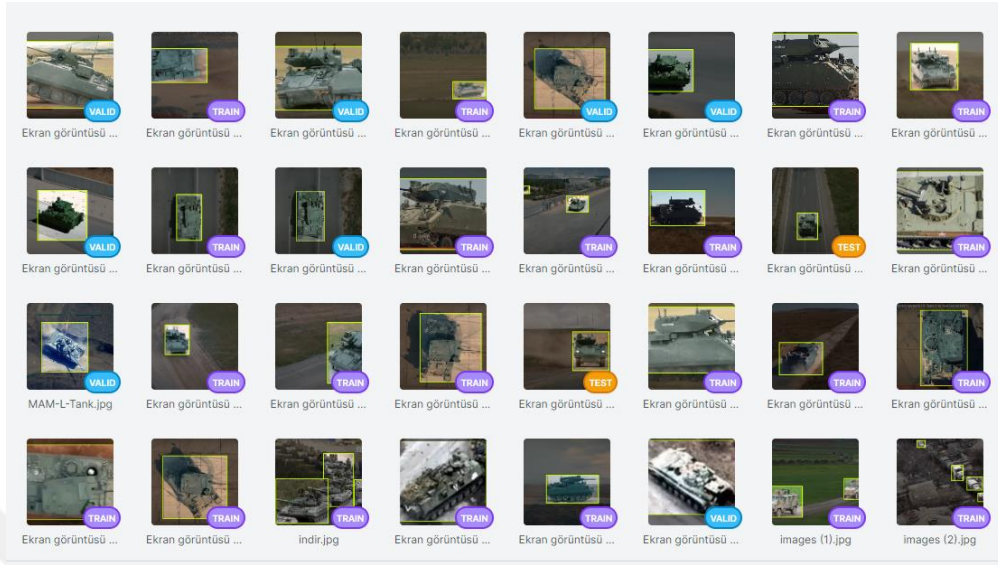 VALID
TRAIN
VALID
TRAIN
VALID
VALID
TRAIN
TRAIN
Ekran görüntüsü ...
Ekran görüntüsü ...
Ekran görüntüsü ...
Ekran görüntüsü ...
Ekran görüntüsü ...
Ekran görüntüsü ...
Ekran görüntüsü ...
Ekran görüntüsü ...
VALID
TRAIN
VALID
TRAIN
TRAIN
TRAIN
TEST
TRAIN
Ekran görüntüsü ...
Ekran görüntüsü ...
Ekran görüntüsü ...
Ekran görüntüsü ...
Ekran görüntüsü ...
Ekran görüntüsü ...
Ekran görüntüsü ...
Ekran görüntüsü ...
VALID
TRAIN
TRAIN
TRAIN
TEST
TRAIN
TRAIN
TRAIN
MAM-L-Tank.jpg
Ekran görüntüsü ...
Ekran görüntüsü ...
Ekran görüntüsü ...
Ekran görüntüsü ...
Ekran görüntüsü ...
Ekran görüntüsü ...
Ekran görüntüsü ...
TRAIN
TRAIN
TRAIN
TRAIN
TRAIN
VALID
TRAIN
TRAIN
Ekran görüntüsü ...
Ekran görüntüsü ...
indir.jpg
Ekran görüntüsü ...
Ekran görüntüsü ...
Ekran görüntüsü ...
images (1).jpg
images (2).jpg